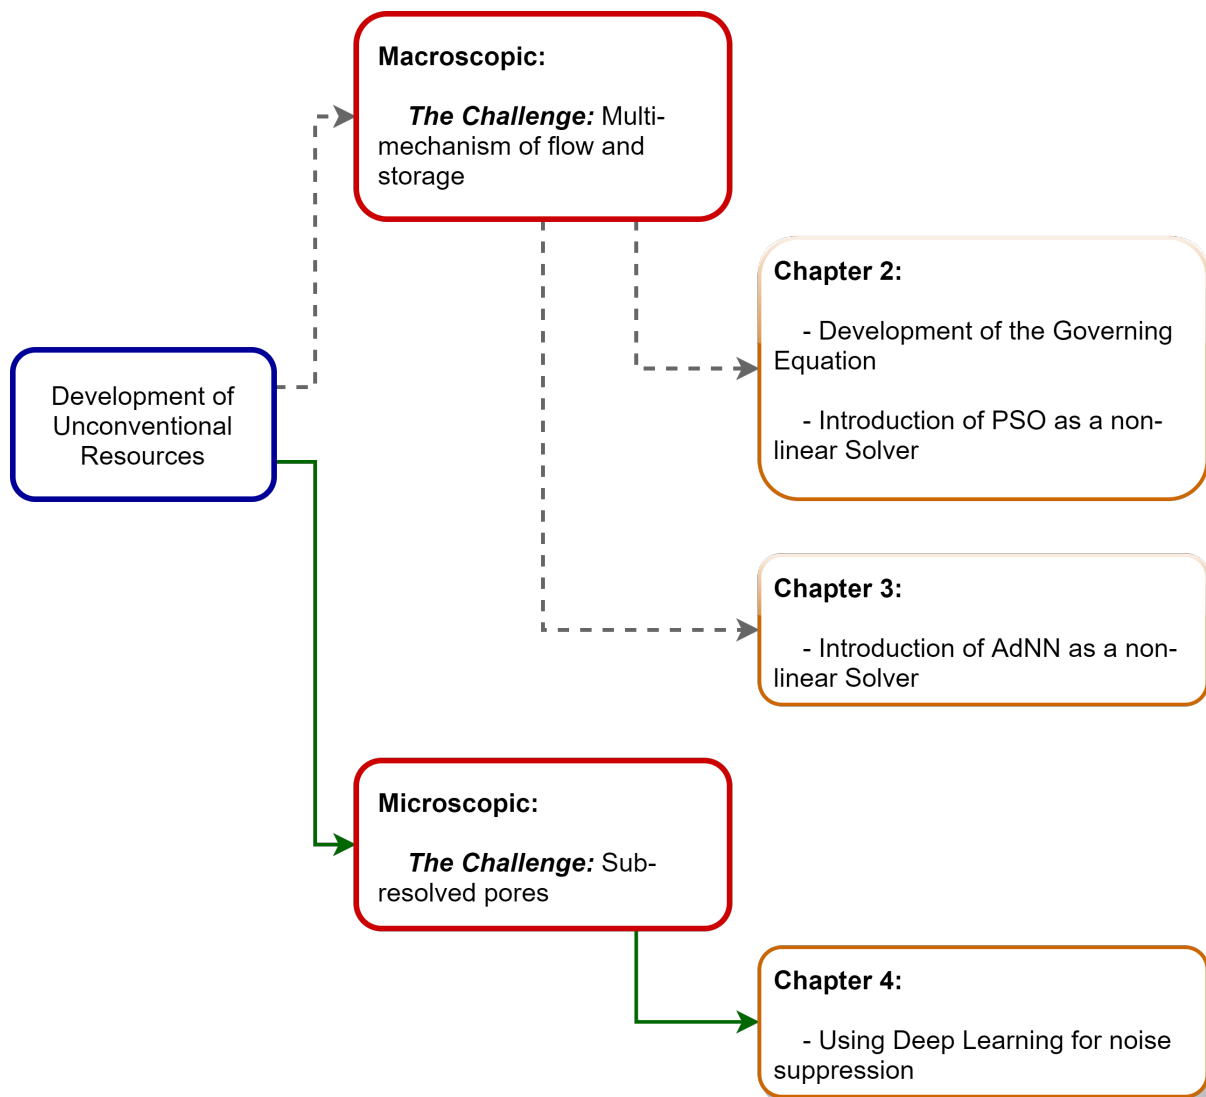 Macroscopic:
The Challenge: Multi-
mechanism of flow and
storage
Chapter 2:
- Development of the Governing
Equation
- Introduction of PSO as a non-
linear Solver
Development of
Unconventional
Resources
Chapter 3:
- Introduction of AdNN as a non-
linear Solver
Microscopic:
The Challenge: Sub-
resolved pores
Chapter 4:
- Using Deep Learning for noise
suppression